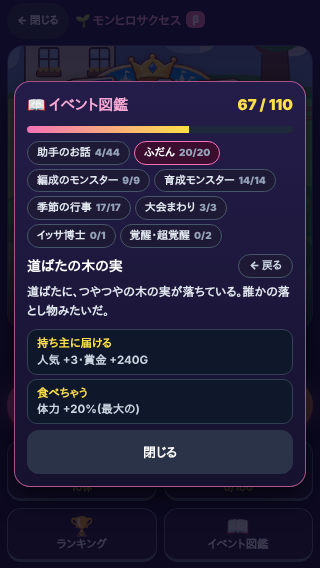 ← 閉じる 🌱 モンヒロサクセス β
📖 イベント図鑑 67 / 110
助手のお話 4/44 ふだん 20/20
編成のモンスター 9/9 育成モンスター 14/14
季節の行事 17/17 大会まわり 3/3
イッサ博士 0/1 覚醒・超覚醒 0/2
道ばたの木の実 ← 戻る
道ばたに、つやつやの木の実が落ちている。誰かの落
とし物みたいだ。
持ち主に届ける
人気 +3・賞金 +240G
食べちゃう
体力 +20%(最大の)
閉じる
ランキング イベント図鑑